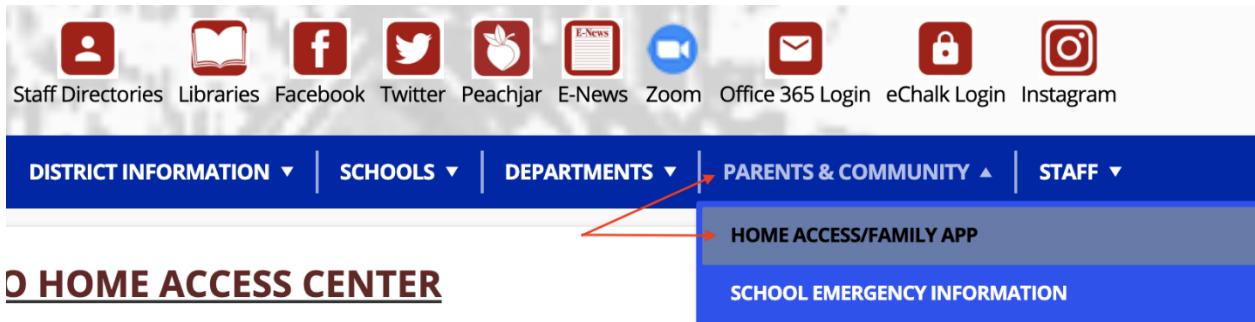 E-News
Staff Directories Libraries Facebook Twitter Peachjar E-News Zoom Office 365 Login eChalk Login Instagram
DISTRICT INFORMATION ▼ SCHOOLS ▼ DEPARTMENTS ▼ PARENTS & COMMUNITY ▲ STAFF ▼
HOME ACCESS/FAMILY APP
O HOME ACCESS CENTER
SCHOOL EMERGENCY INFORMATION